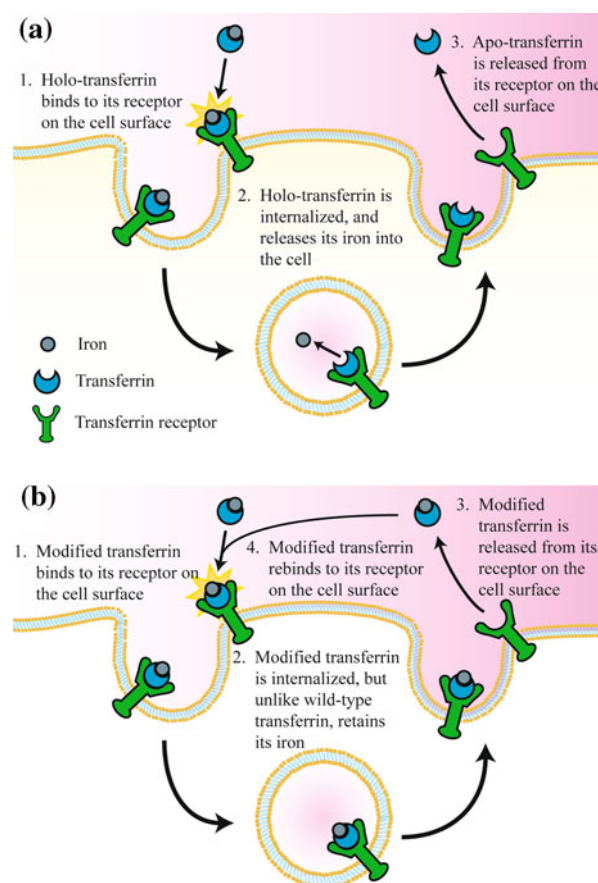 (a)
1. Holo-transferrin
binds to its receptor
on the cell surface
3. Apo-transferrin
is released from
its receptor on the
cell surface
2. Holo-transferrin is
internalized, and
releases its iron into
the cell
Iron
Transferrin
Transferrin receptor
(b)
1. Modified transferrin
binds to its receptor on
the cell surface
4. Modified transferrin
rebinds to its receptor
on the cell surface
3. Modified
transferrin is
released from its
receptor on the
cell surface
2. Modified transferrin
is internalized, but
unlike wild-type
transferrin, retains
its iron